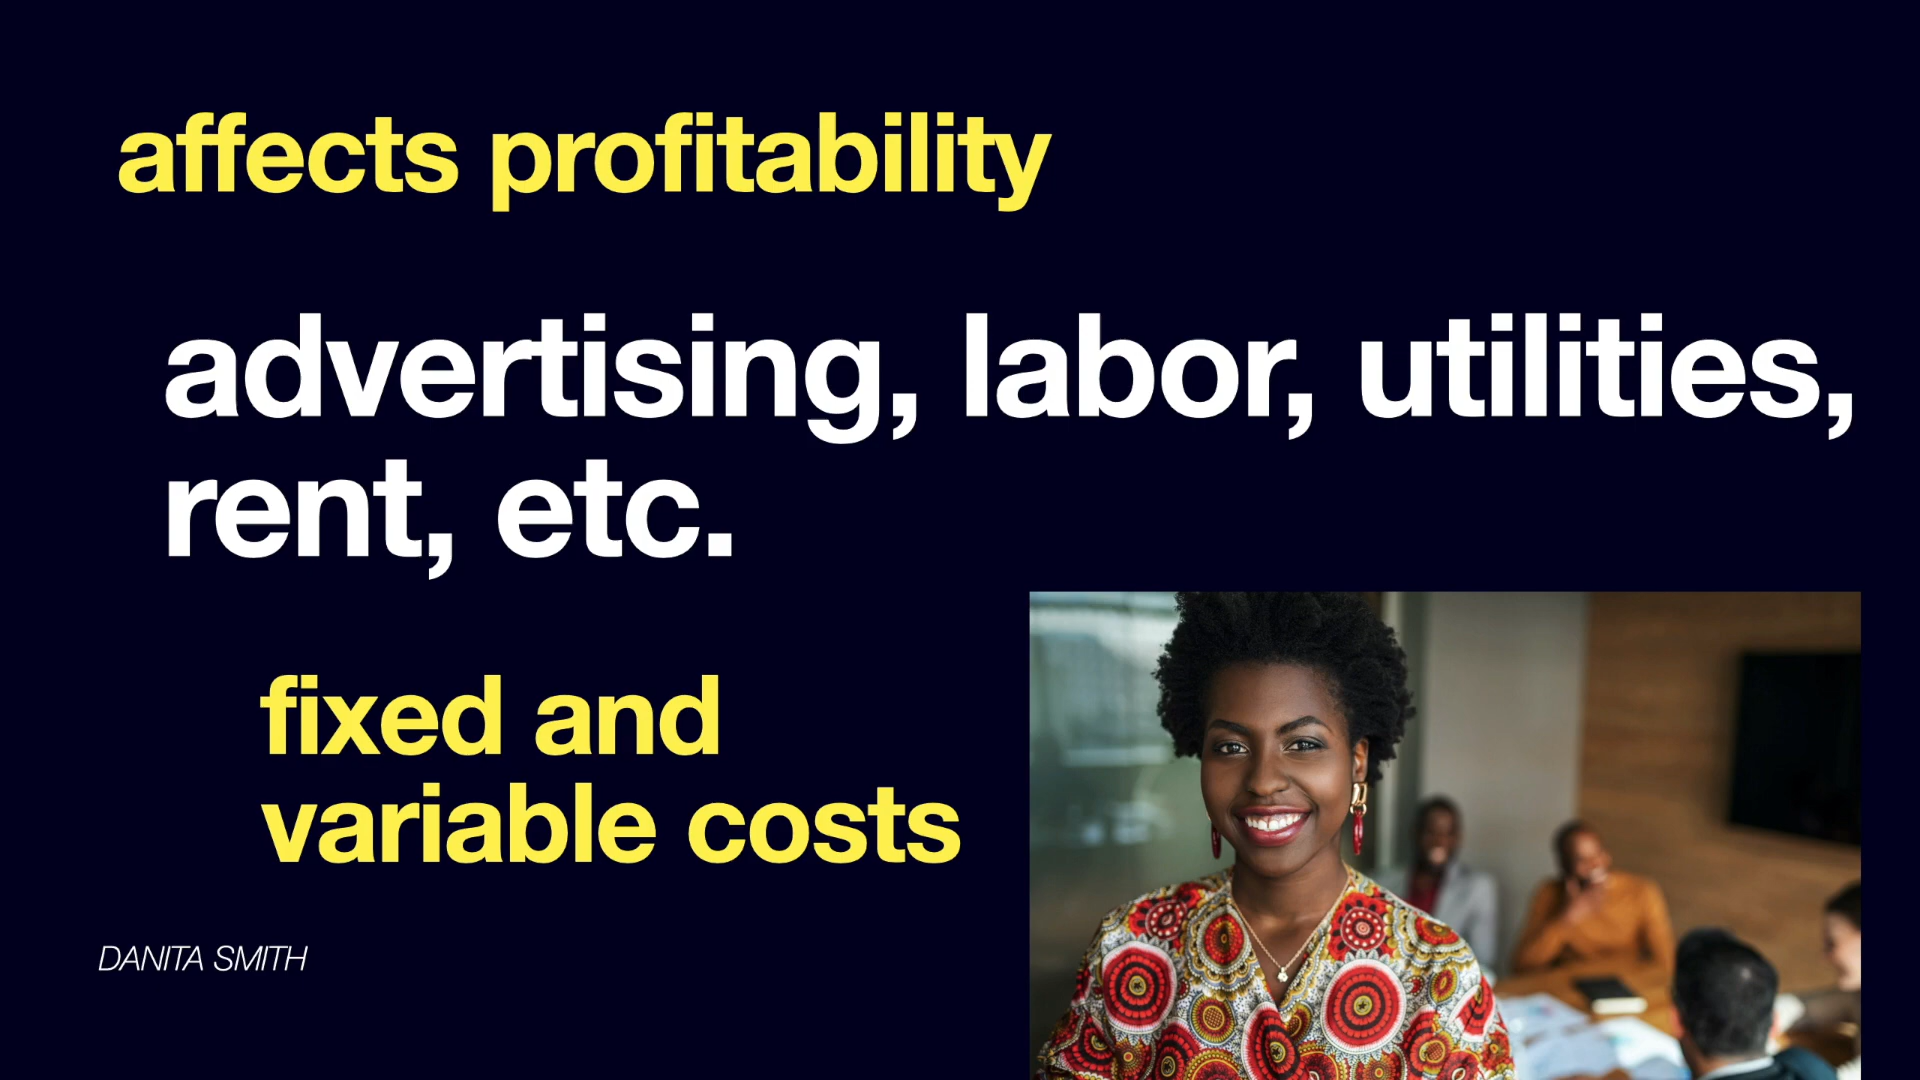 affects profitability
advertising, labor, utilities,
rent, etc.
fixed and
variable costs
DANITA SMITH